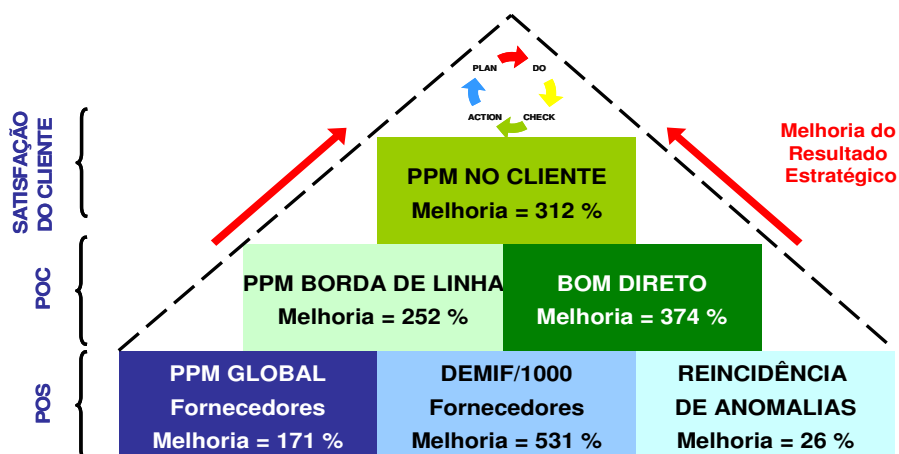 PLAN
DO
ACTION
CHECK
SATISFAÇÃO
DO CLIENTE
Melhoria do
Resultado
Estratégico
PPM NO CLIENTE
Melhoria = 312 %
POC
PPM BORDA DE LINHA
Melhoria = 252 %
BOM DIRETO
Melhoria = 374 %
POS
PPM GLOBAL
Fornecedores
Melhoria = 171 %
DEMIF/1000
Fornecedores
Melhoria = 531 %
REINCIDÊNCIA
DE ANOMALIAS
Melhoria = 26 %